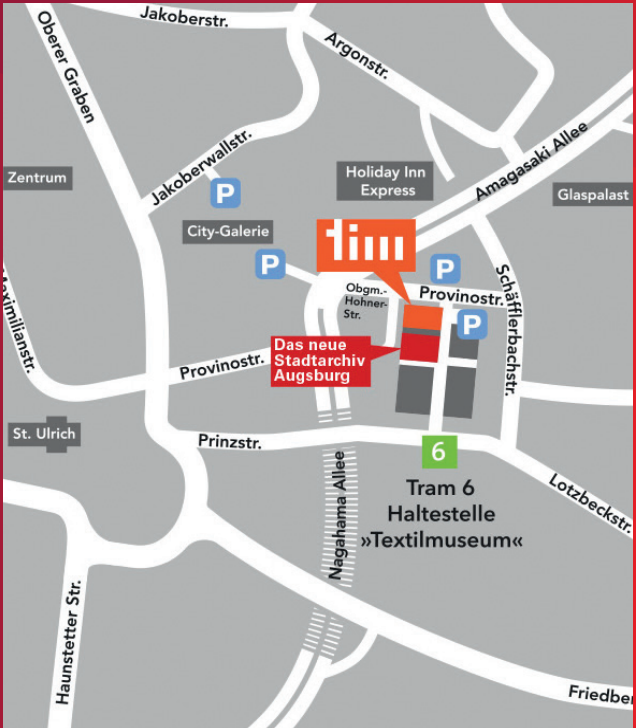 Jakoberstr.
Oberer Graben
Argonstr.
Jakoberwallstr.
Amagasaki Allee
Zentrum
P
Holiday Inn
Express
Glaspalast
City-Galerie
tim
P
P
Obgm.-
Hohner-
Str.
Provinostr.
Schäfflerbachstr.
P
Maximilianstr.
Das neue
Stadtarchiv
Augsburg
Provinostr.
St. Ulrich
Prinzstr.
6
Lotzbeckstr.
Tram 6
Haltestelle
»Textilmuseum«
Nagahama Allee
Haunstetter Str.
Friedber